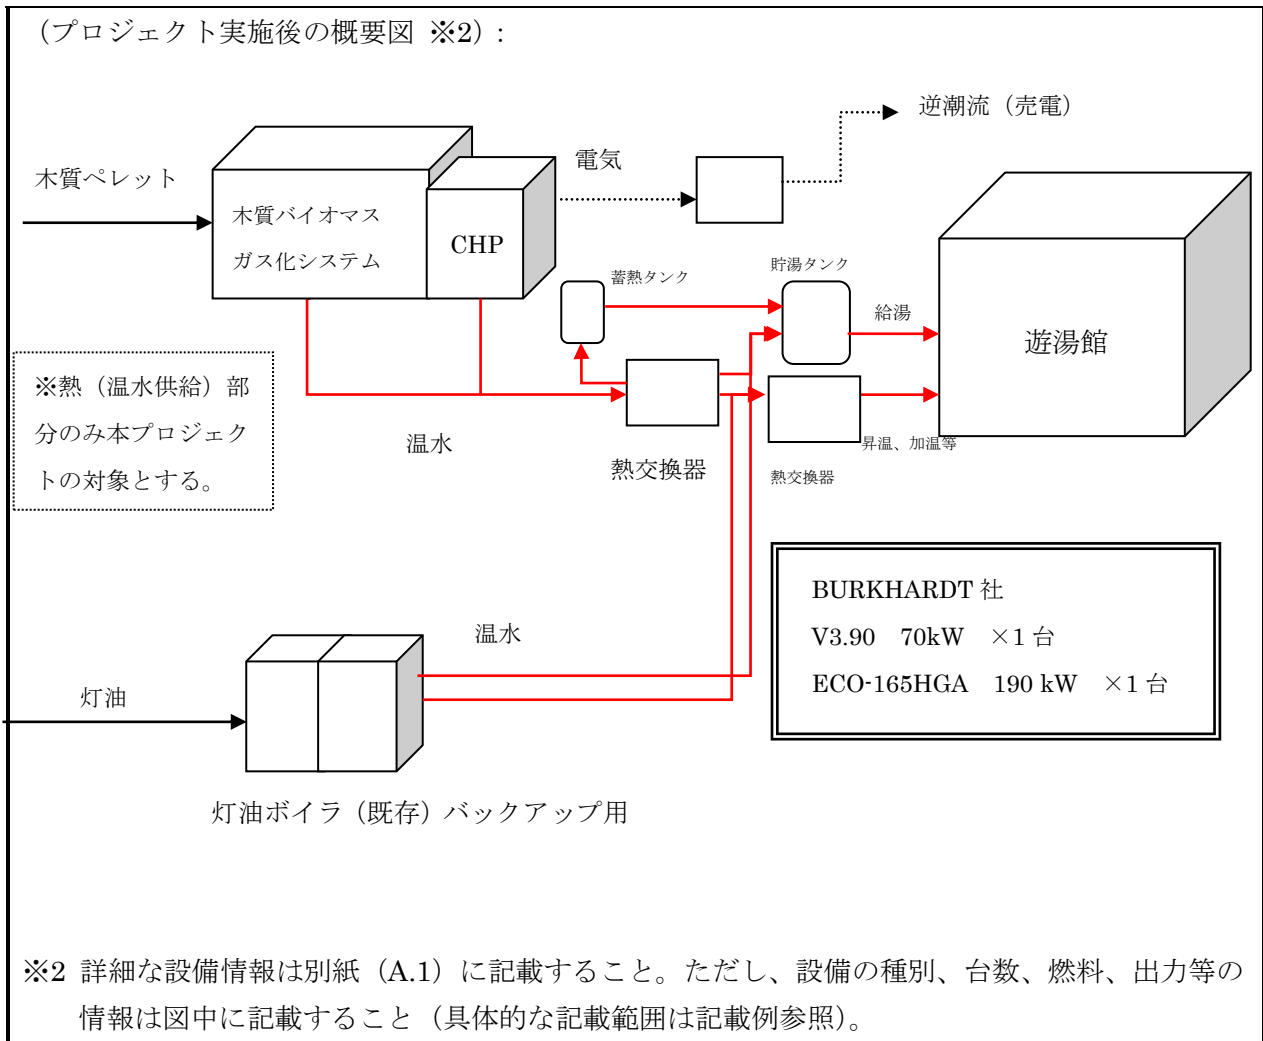 （プロジェクト実施後の概要図 ※2）：
逆潮流（売電）
電気
木質ペレット
木質バイオマス
ガス化システム
CHP
蓄熱タンク
貯湯タンク
給湯
遊湯館
※熱（温水供給）部
分のみ本プロジェク
トの対象とする。
温水
熱交換器
昇温、加温等
熱交換器
BURKHARDT 社
V3.90 70kW ×1 台
ECO-165HGA 190 kW ×1 台
温水
灯油
灯油ボイラ（既存）バックアップ用
※2 詳細な設備情報は別紙（A.1）に記載すること。ただし、設備の種別、台数、燃料、出力等の
情報は図中に記載すること（具体的な記載範囲は記載例参照）。